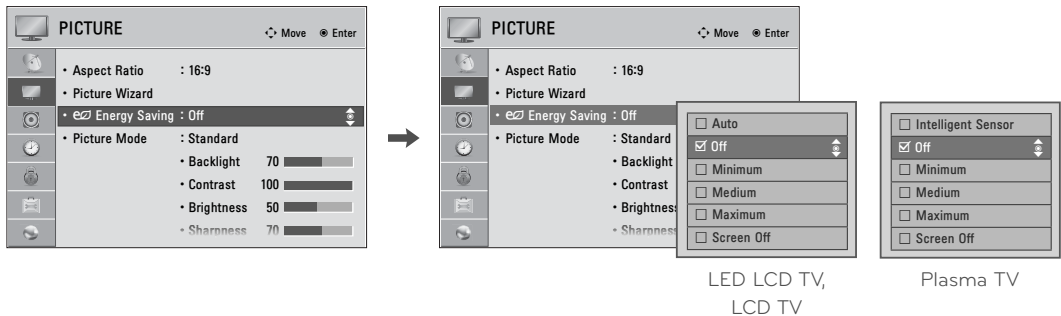 PICTURE
Move Enter
• Aspect Ratio : 16:9
• Picture Wizard
• Energy Saving : Off
• Picture Mode : Standard
• Backlight 70
• Contrast 100
• Brightness 50
• Sharpness 70
PICTURE
Move Enter
• Aspect Ratio : 16:9
• Picture Wizard
• Energy Saving : Off
• Picture Mode : Standard
• Backlight
• Contrast
• Brightness
• Sharpness
Auto
Off
Minimum
Medium
Maximum
Screen Off
LED LCD TV,
LCD TV
Intelligent Sensor
Off
Minimum
Medium
Maximum
Screen Off
Plasma TV